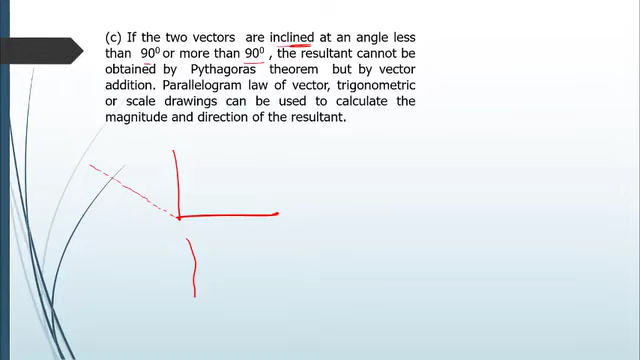 (c) If the two vectors are inclined at an angle less
than 90⁰ or more than 90⁰ , the resultant cannot be
obtained by Pythagoras theorem but by vector
addition. Parallelogram law of vector, trigonometric
or scale drawings can be used to calculate the
magnitude and direction of the resultant.